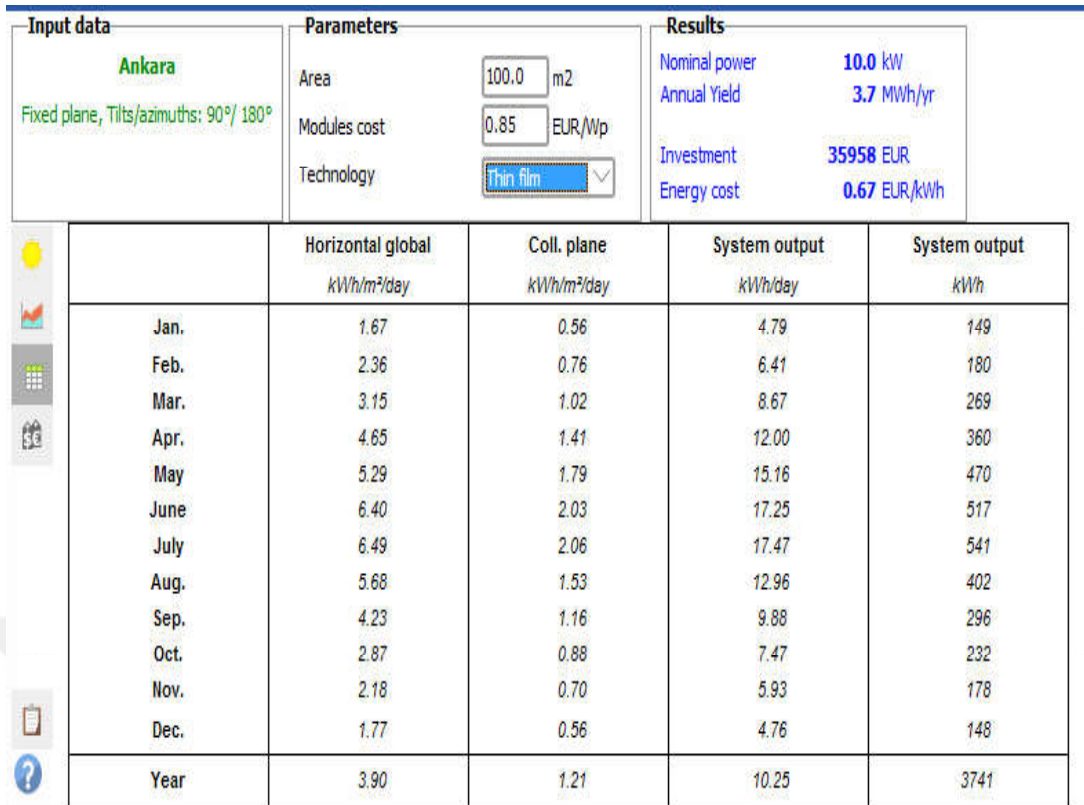 Input data
Ankara
Fixed plane, Tilts/azimuths: 90°/ 180°
Parameters
Area 100.0 m2
Modules cost 0.85 EUR/Wp
Technology Thin film
Results
Nominal power 10.0 kW
Annual Yield 3.7 MWh/yr
Investment 35958 EUR
Energy cost 0.67 EUR/kWh
Horizontal global Coll. plane System output System output
kWh/m²/day kWh/m²/day kWh/day kWh
Jan. 1.67 0.56 4.79 149
Feb. 2.36 0.76 6.41 180
Mar. 3.15 1.02 8.67 269
Apr. 4.65 1.41 12.00 360
May 5.29 1.79 15.16 470
June 6.40 2.03 17.25 517
July 6.49 2.06 17.47 541
Aug. 5.68 1.53 12.96 402
Sep. 4.23 1.16 9.88 296
Oct. 2.87 0.88 7.47 232
Nov. 2.18 0.70 5.93 178
Dec. 1.77 0.56 4.76 148
Year 3.90 1.21 10.25 3741